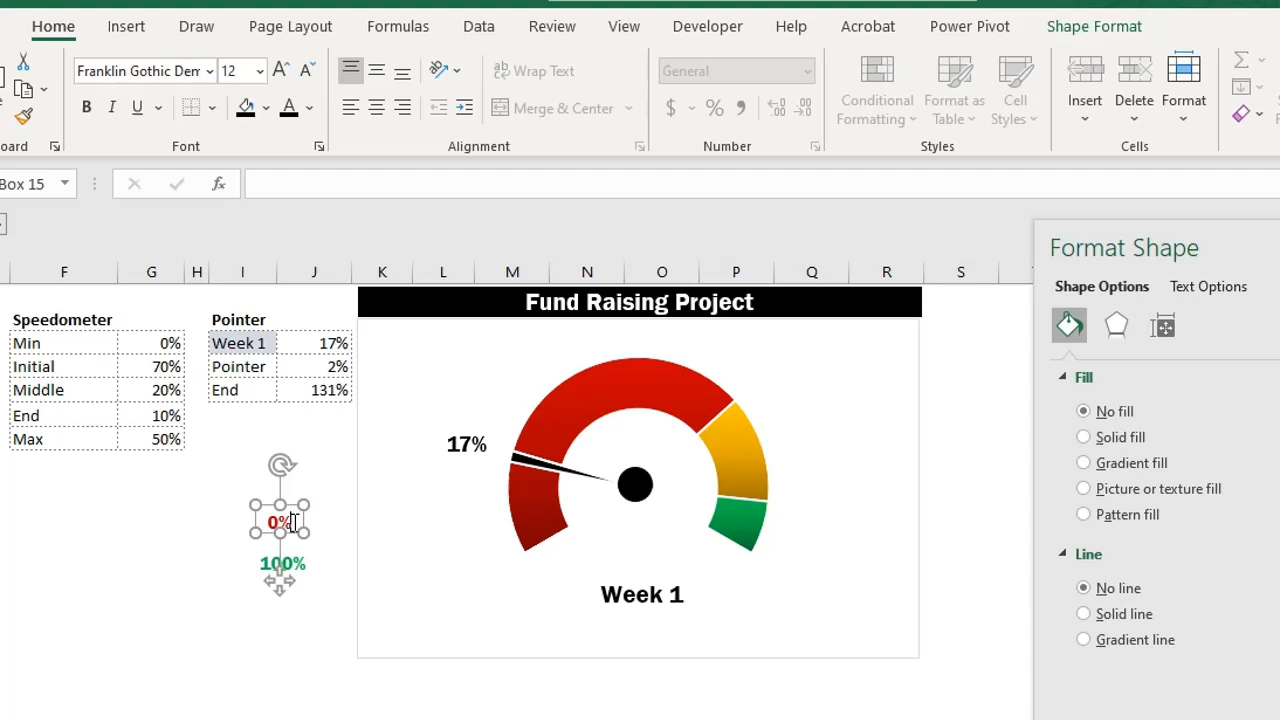 Home Insert Draw Page Layout Formulas Data Review View Developer Help Acrobat Power Pivot Shape Format
Franklin Gothic Den 12 A A Wrap Text General
B I U A Merge & Center $ % 9 Conditional Formatting Format as Table Cell Styles Insert Delete Format
oard Font Alignment Number Styles Cells
Box 15 fx
Format Shape
F G H I J K L M N O P Q R S
Shape Options Text Options
Fund Raising Project
Speedometer Pointer
Min 0% Week 1 17%
Initial 70% Pointer 2%
Middle 20% End 131%
End 10%
Max 50%
Fill
No fill
Solid fill
Gradient fill
Picture or texture fill
Pattern fill
17%
0%
100%
Week 1
Line
No line
Solid line
Gradient line